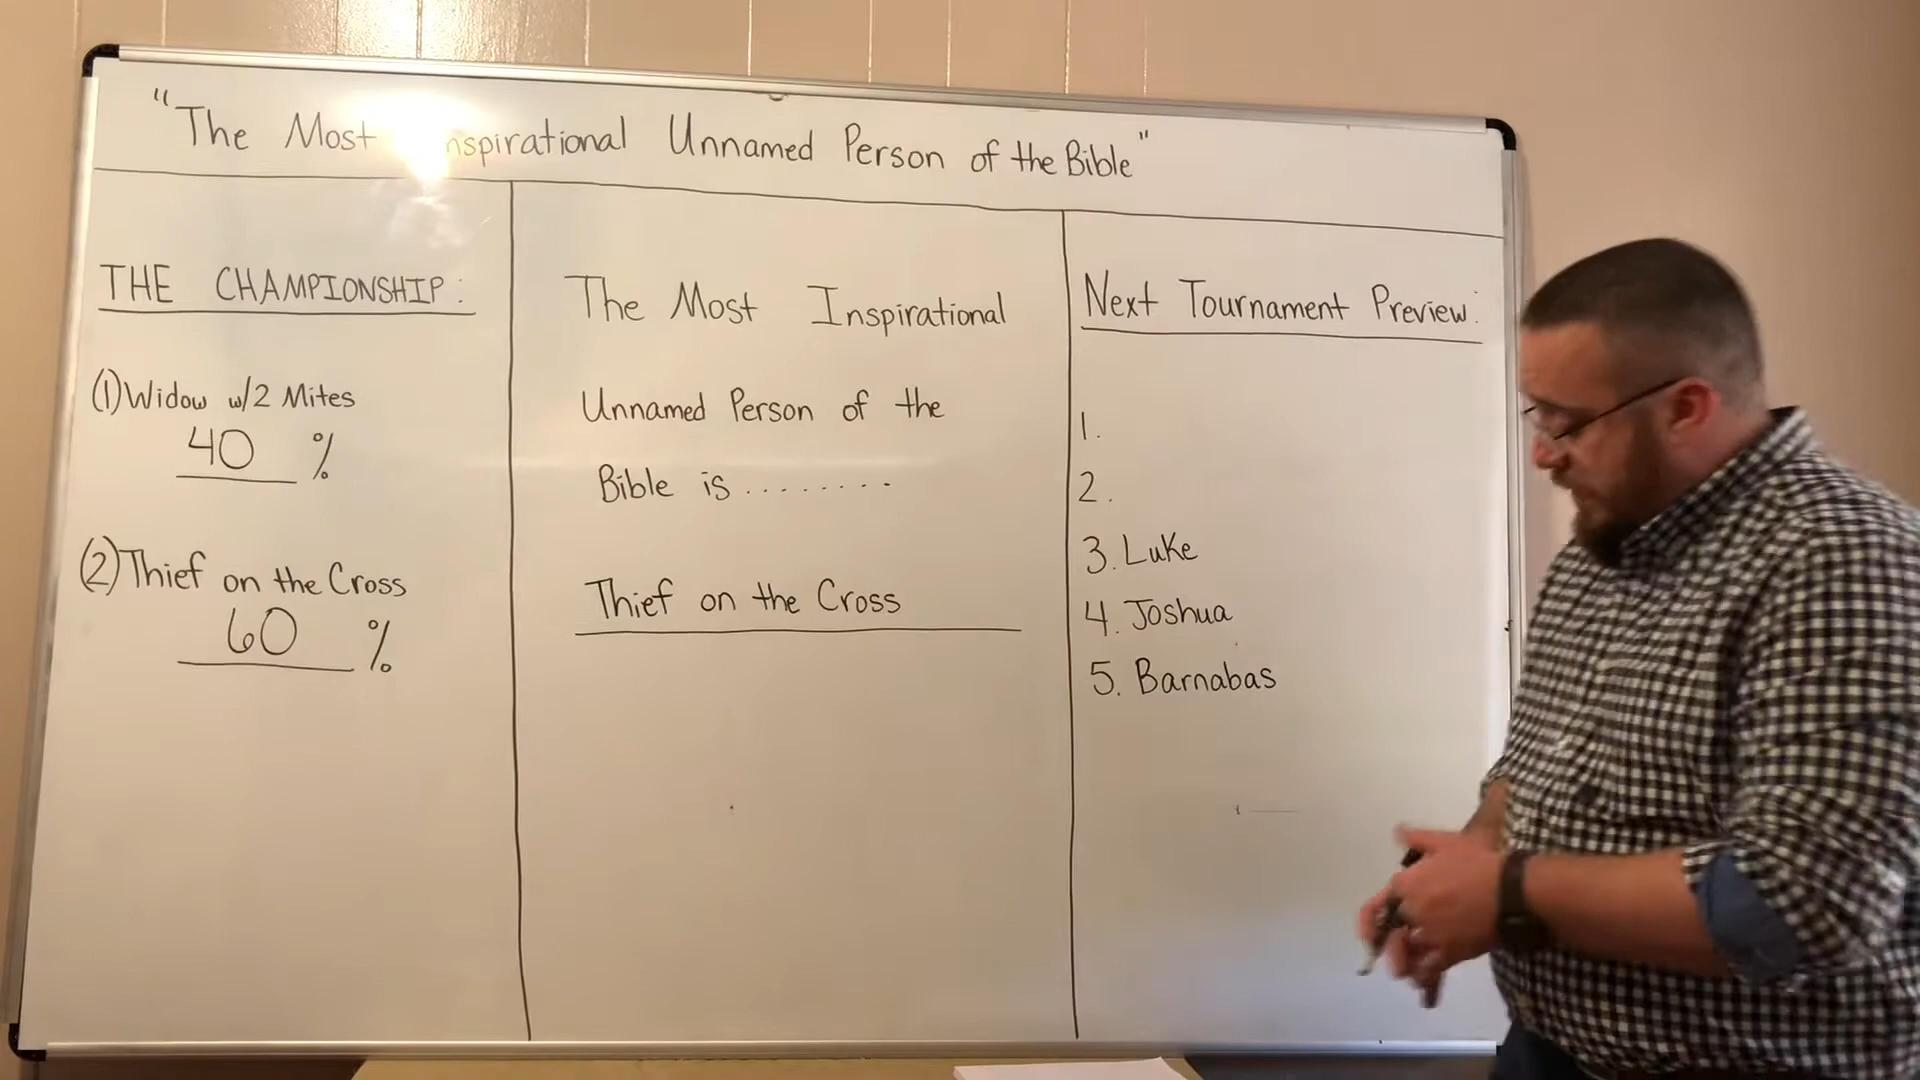 "The Most Inspirational Unnamed Person of the Bible"
THE CHAMPIONSHIP:
(1) Widow w/2 Mites
40 %
(2) Thief on the Cross
60 %
The Most Inspirational
Unnamed Person of the
Bible is ........
Thief on the Cross
Next Tournament Preview:
1.
2.
3. Luke
4. Joshua
5. Barnabas